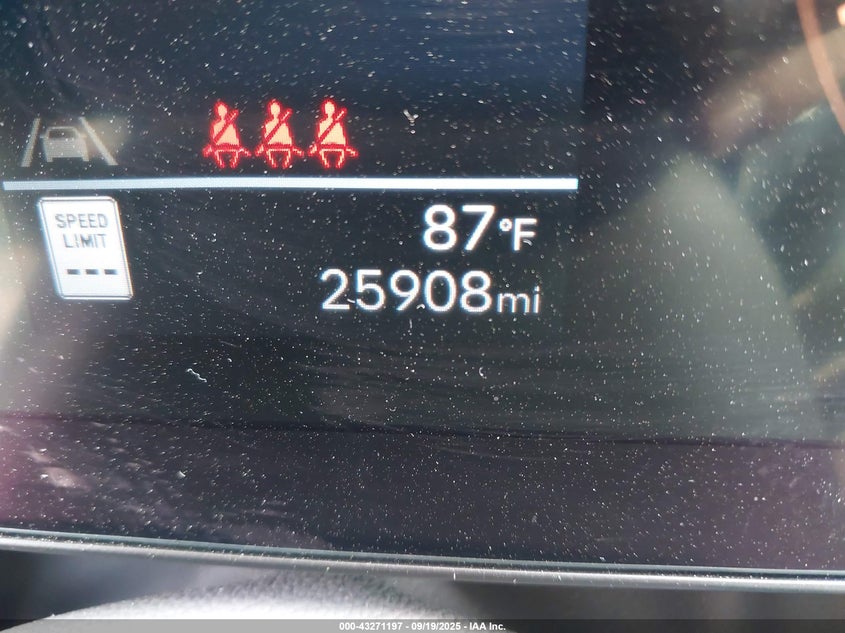 SPEED
LIMIT
---
87°F
25908mi
000-43271197 - 09/19/2025 - IAA Inc.